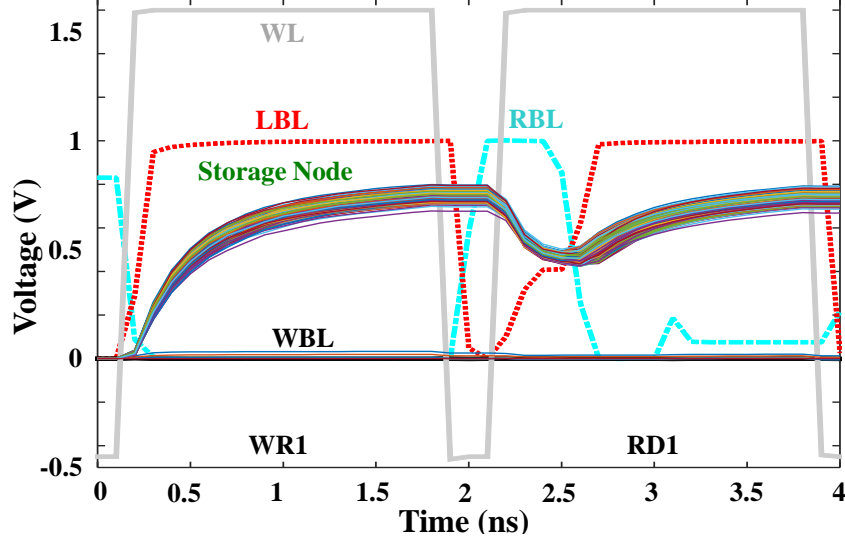 1.5
WL
LBL
RBL
1
Storage Node
0.5
Voltage (V)
WBL
0
WR1
RD1
-0.5
0 0.5 1 1.5 2 2.5 3 3.5 4
Time (ns)